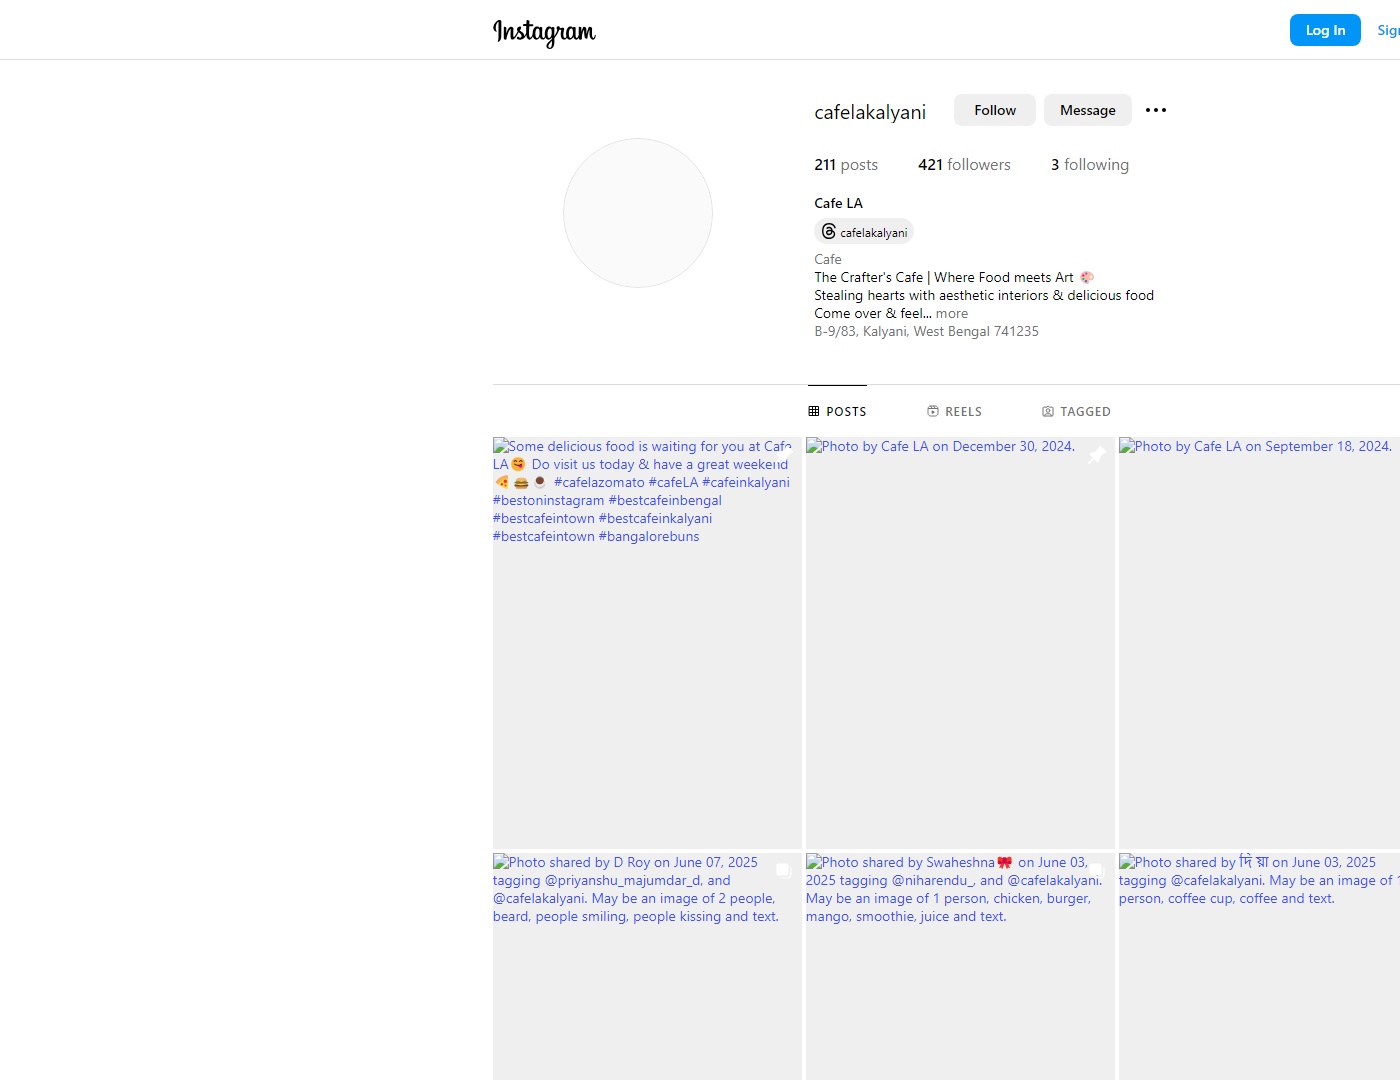 Instagram
Log In
cafelakalyani
Follow
Message
211 posts
421 followers
3 following
Cafe LA
cafelakalyani
Cafe
The Crafter's Cafe | Where Food meets Art 🎨
Stealing hearts with aesthetic interiors & delicious food
Come over & feel... more
B-9/83, Kalyani, West Bengal 741235
POSTS
REELS
TAGGED
Some delicious food is waiting for you at Cafe
LA😋 Do visit us today & have a great weekend
🍕🍔☕ #cafelazomato #cafeLA #cafeinkalyani
#bestoninstagram #bestcafeinbengal
#bestcafeintown #bestcafeinkalyani
#bestcafeintown #bangalorebuns
Photo by Cafe LA on December 30, 2024.
Photo by Cafe LA on September 18, 2024.
Photo shared by D Roy on June 07, 2025
tagging @priyanshu_majumdar_d, and
@cafelakalyani. May be an image of 2 people,
beard, people smiling, people kissing and text.
Photo shared by Swaheshna🎀 on June 03,
2025 tagging @niharendu_, and @cafelakalyani.
May be an image of 1 person, chicken, burger,
mango, smoothie, juice and text.
Photo shared by দি য়া on June 03, 2025
tagging @cafelakalyani. May be an image of 1
person, coffee cup, coffee and text.